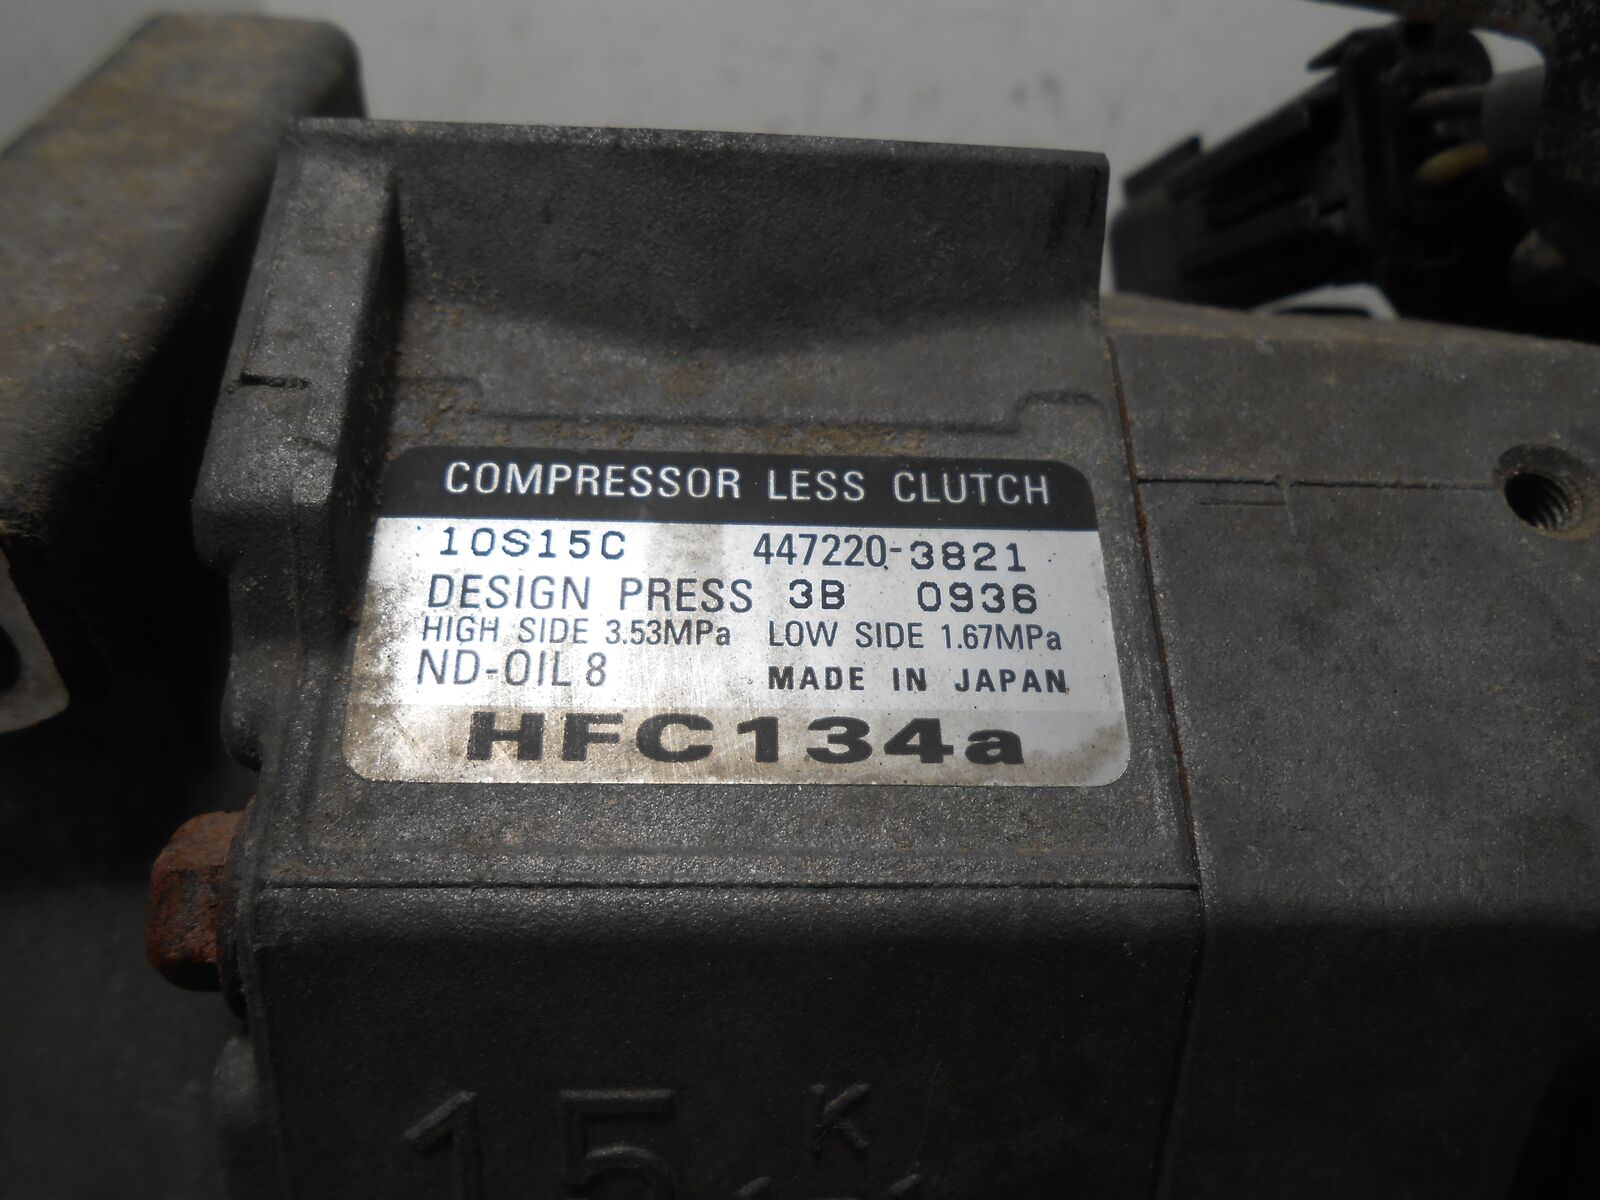 COMPRESSOR LESS CLUTCH
10S15C 447220-3821
DESIGN PRESS 3B 0936
HIGH SIDE 3.53MPa LOW SIDE 1.67MPa
ND-OIL 8 MADE IN JAPAN
HFC134a
15 K